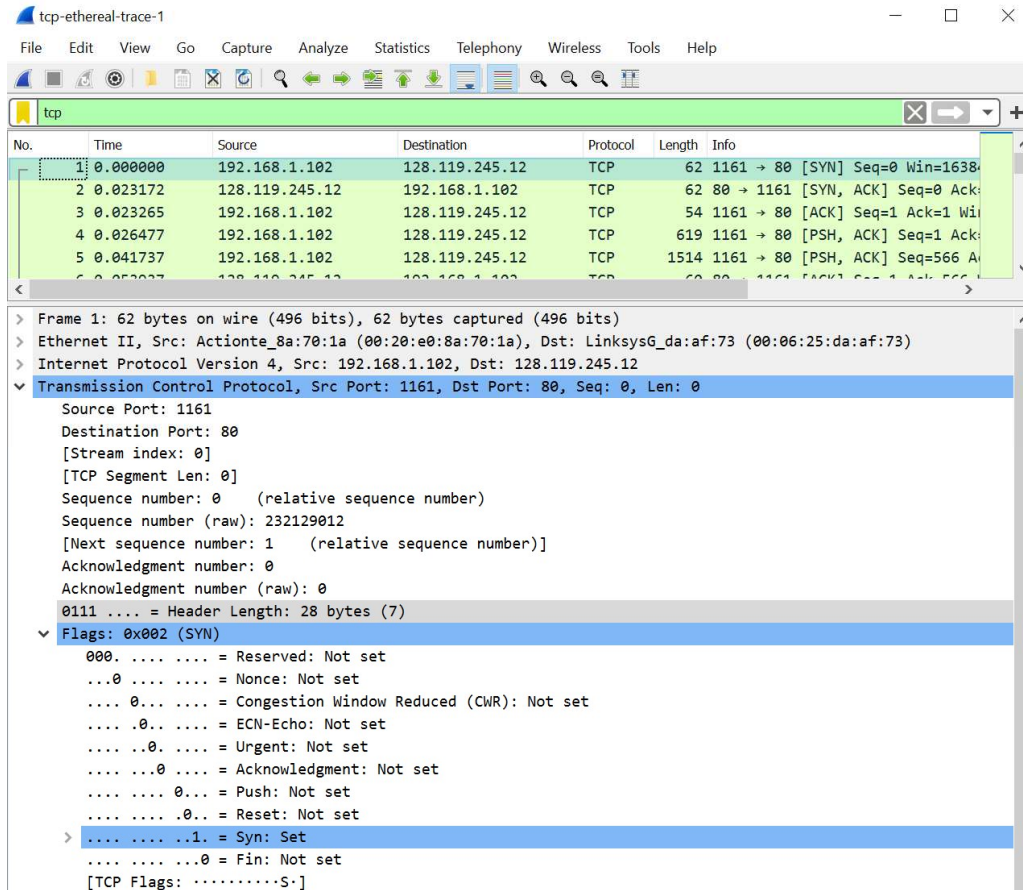 tcp-ethereal-trace-1
File Edit View Go Capture Analyze Statistics Telephony Wireless Tools Help
tcp
No. Time Source Destination Protocol Length Info
1 0.000000 192.168.1.102 128.119.245.12 TCP 62 1161 → 80 [SYN] Seq=0 Win=16384
2 0.023172 128.119.245.12 192.168.1.102 TCP 62 80 → 1161 [SYN, ACK] Seq=0 Ack=
3 0.023265 192.168.1.102 128.119.245.12 TCP 54 1161 → 80 [ACK] Seq=1 Ack=1 Wi
4 0.026477 192.168.1.102 128.119.245.12 TCP 619 1161 → 80 [PSH, ACK] Seq=1 Ack=
5 0.041737 192.168.1.102 128.119.245.12 TCP 1514 1161 → 80 [PSH, ACK] Seq=566 A
Frame 1: 62 bytes on wire (496 bits), 62 bytes captured (496 bits)
Ethernet II, Src: Actionte_8a:70:1a (00:20:e0:8a:70:1a), Dst: LinksysG_da:af:73 (00:06:25:da:af:73)
Internet Protocol Version 4, Src: 192.168.1.102, Dst: 128.119.245.12
Transmission Control Protocol, Src Port: 1161, Dst Port: 80, Seq: 0, Len: 0
Source Port: 1161
Destination Port: 80
[Stream index: 0]
[TCP Segment Len: 0]
Sequence number: 0 (relative sequence number)
Sequence number (raw): 232129012
[Next sequence number: 1 (relative sequence number)]
Acknowledgment number: 0
Acknowledgment number (raw): 0
0111 .... = Header Length: 28 bytes (7)
Flags: 0x002 (SYN)
000. .... .... = Reserved: Not set
...0 .... .... = Nonce: Not set
.... 0... .... = Congestion Window Reduced (CWR): Not set
.... .0.. .... = ECN-Echo: Not set
.... ..0. .... = Urgent: Not set
.... ...0 .... = Acknowledgment: Not set
.... .... 0... = Push: Not set
.... .... .0.. = Reset: Not set
.... .... ..1. = Syn: Set
.... .... ...0 = Fin: Not set
[TCP Flags: ··········S·]